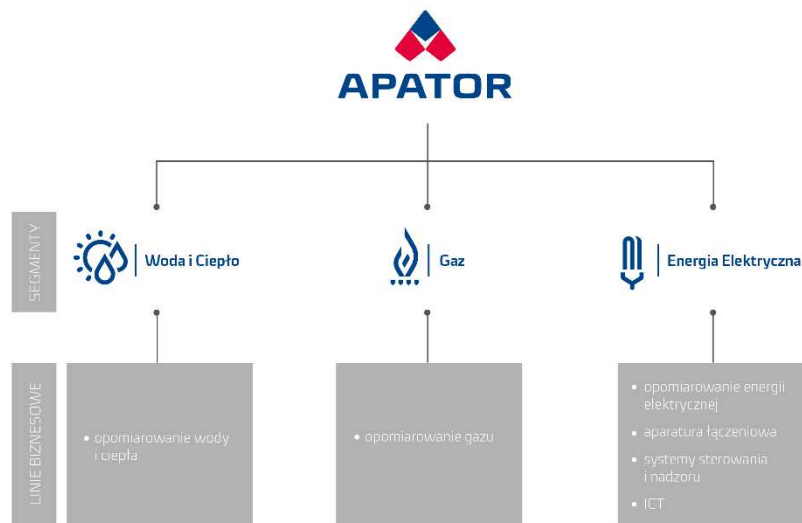 APATOR
SEGMENTY
Woda i Ciepło
Gaz
Energia Elektryczna
LINIE BIZNESOWE
• opomiarowanie wody
i ciepła
• opomiarowanie gazu
• opomiarowanie energii
elektrycznej
• aparatura łączeniowa
• systemy sterowania
i nadzoru
• ICT